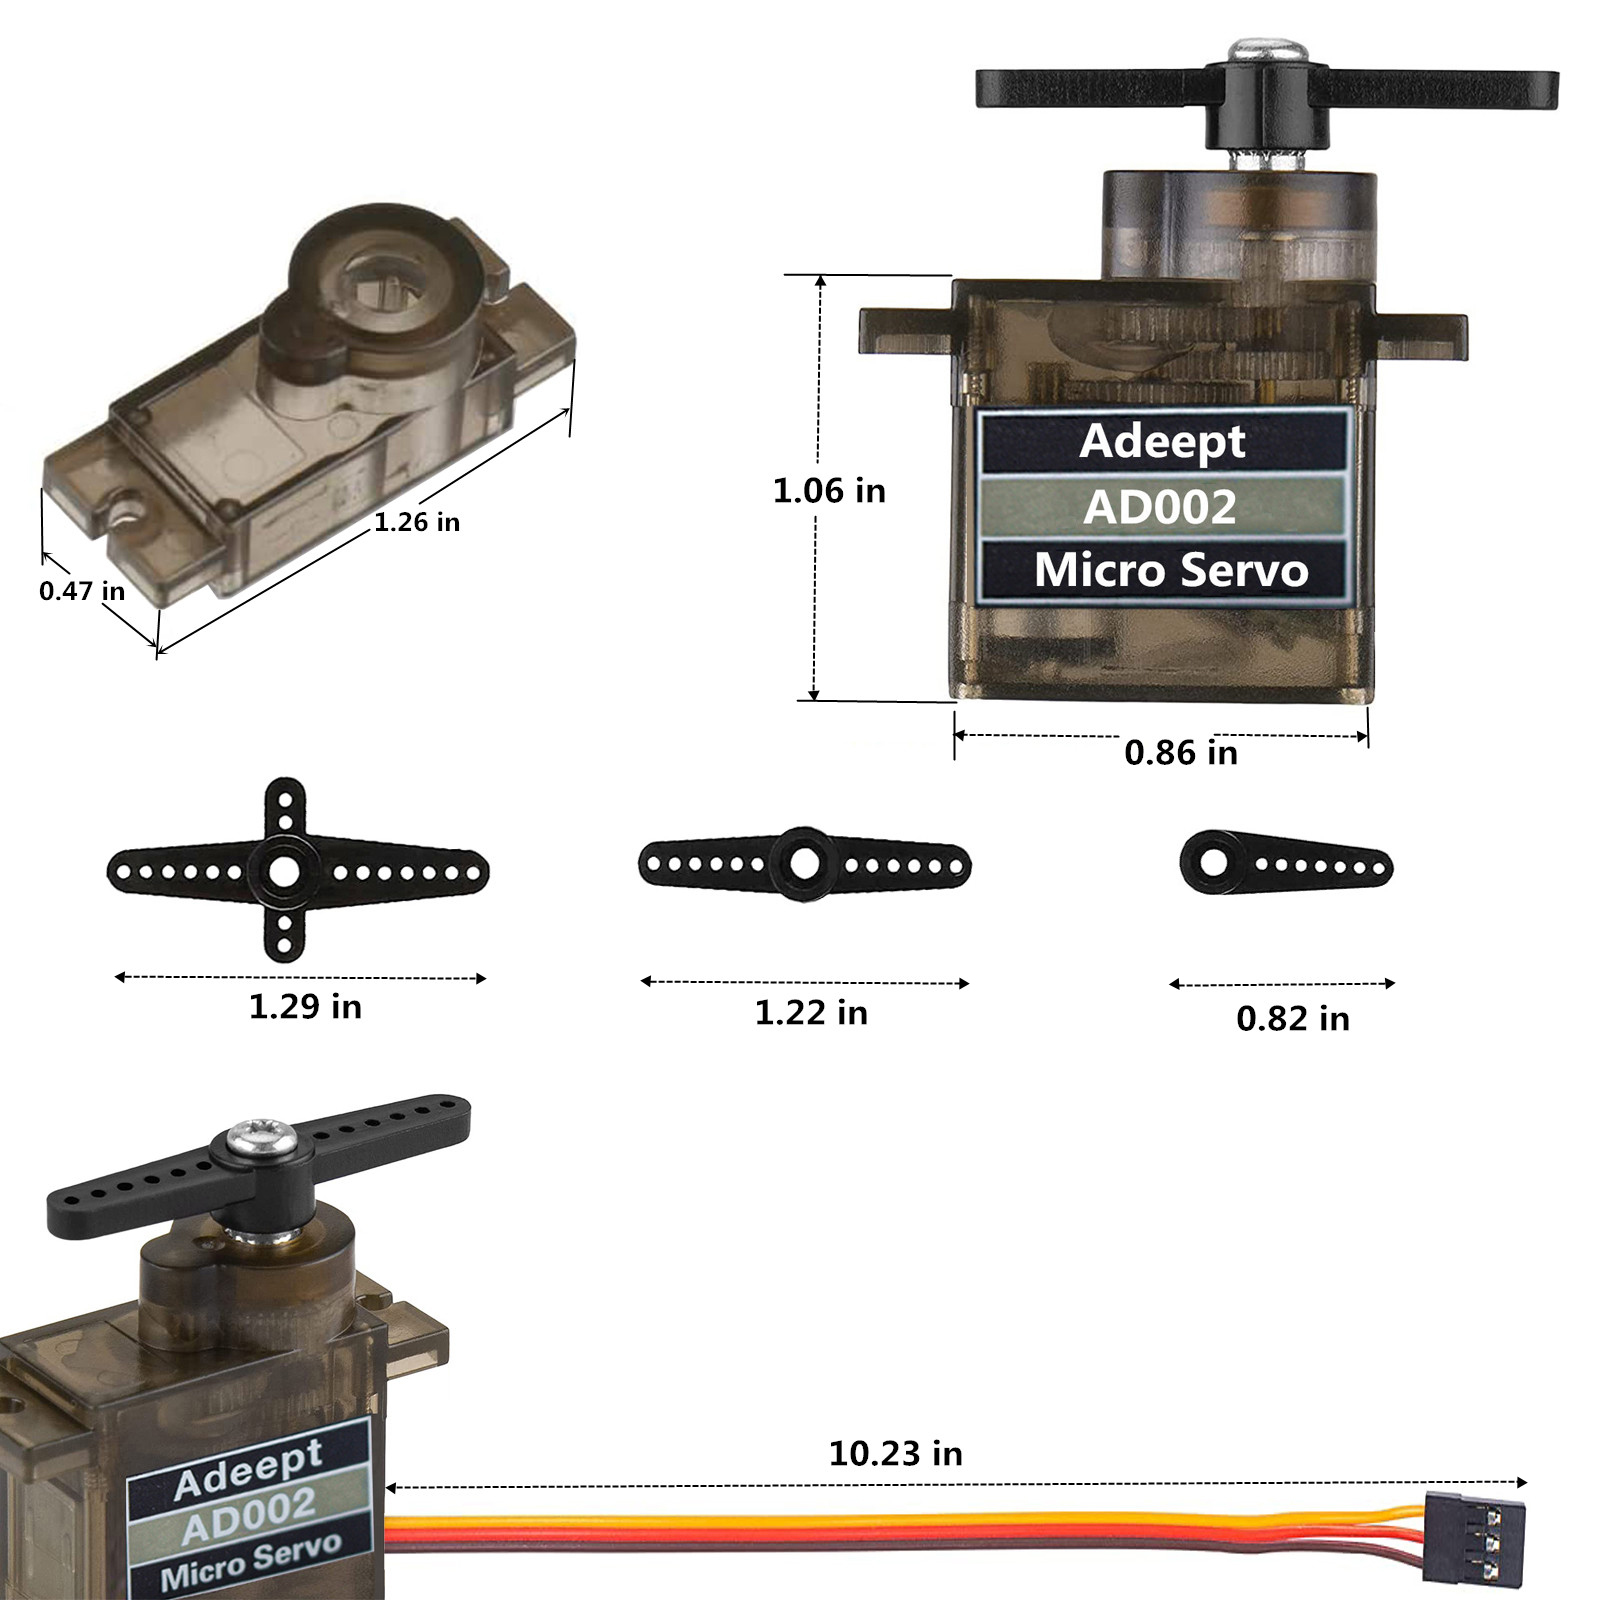 Adeept
AD002
Micro Servo
1.06 in
1.26 in
0.47 in
0.86 in
1.29 in
1.22 in
0.82 in
10.23 in
Adeept
AD002
Micro Servo